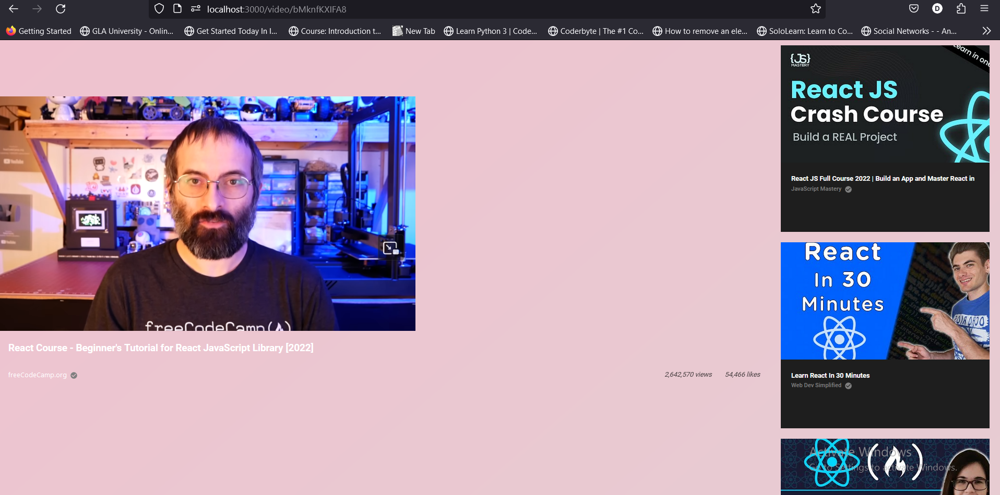 localhost:3000/video/bMknfKXIFA8
D
Getting Started
GLA University - Onlin...
Get Started Today In I...
Course: Introduction t...
New Tab
Learn Python 3 | Code...
Coderbyte | The #1 Co...
How to remove an ele...
SoloLearn: Learn to Co...
Social Networks - - An...
freeCodeCamp(
React Course - Beginner's Tutorial for React JavaScript Library [2022]
freeCodeCamp.org
2,642,570 views 54,466 likes
Learn in one
{JS}
MASTERY
React JS
Crash Course
Build a REAL Project
React JS Full Course 2022 | Build an App and Master React in
JavaScript Mastery
React
In 30
Minutes
Learn React In 30 Minutes
Web Dev Simplified
Activate Windows
Go to Settings to activate Windows.